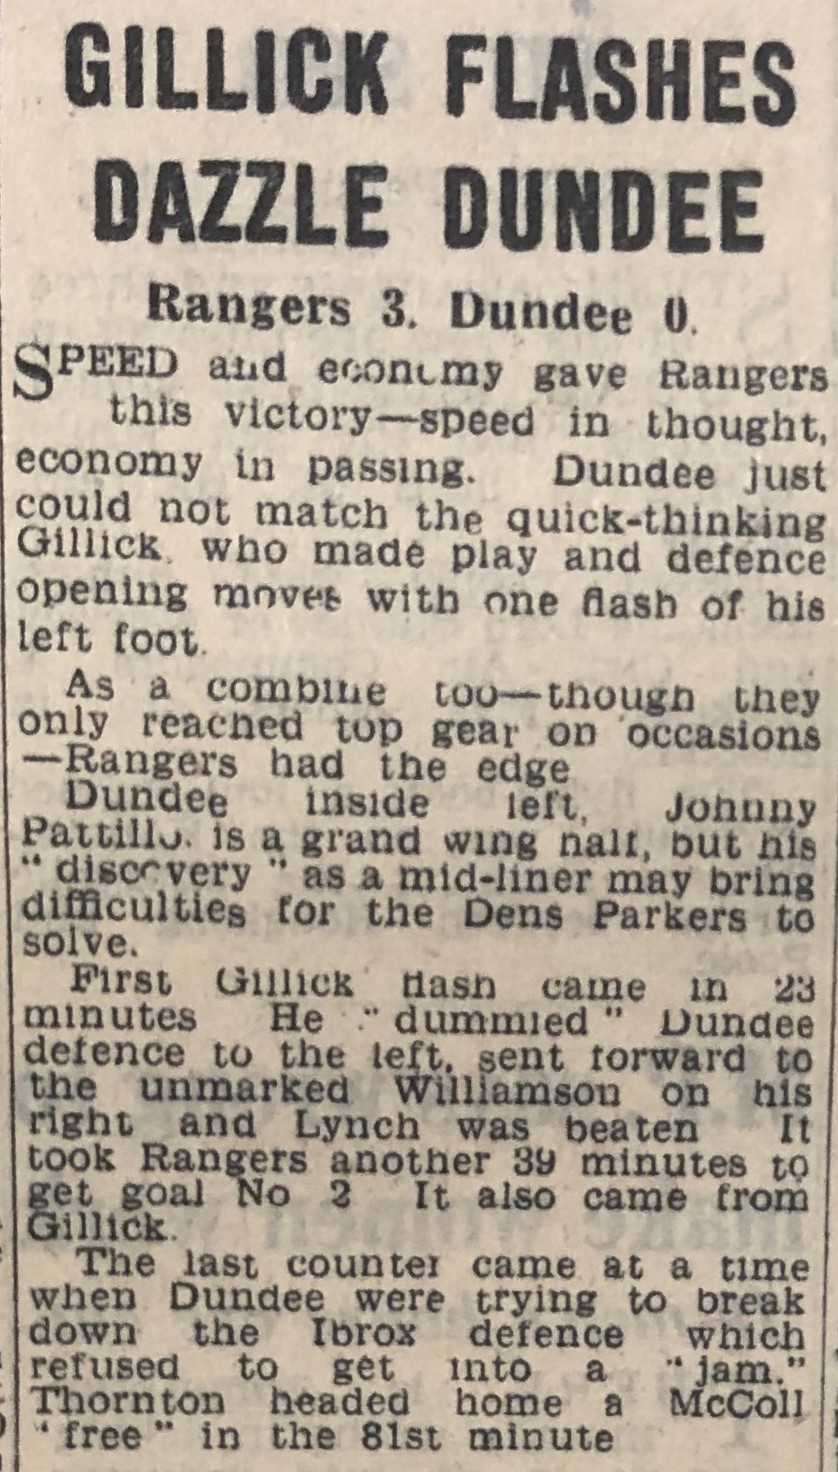 GILLICK FLASHES
DAZZLE DUNDEE
Rangers 3. Dundee 0.
SPEED and economy gave Rangers
this victory—speed in thought,
economy in passing. Dundee just
could not match the quick-thinking
Gillick. who made play and defence
opening moves with one flash of his
left foot.
As a combine too—though they
only reached top gear on occasions
—Rangers had the edge
Dundee inside left, Johnny
Pattillo. is a grand wing half, but his
" discovery " as a mid-liner may bring
difficulties for the Dens Parkers to
solve.
First Gillick flash came in 23
minutes He " dummied " Dundee
defence to the left, sent forward to
the unmarked Williamson on his
right and Lynch was beaten It
took Rangers another 39 minutes to
get goal No 2 It also came from
Gillick.
The last counter came at a time
when Dundee were trying to break
down the Ibrox defence which
refused to get into a "jam."
Thornton headed home a McColl
' free " in the 81st minute